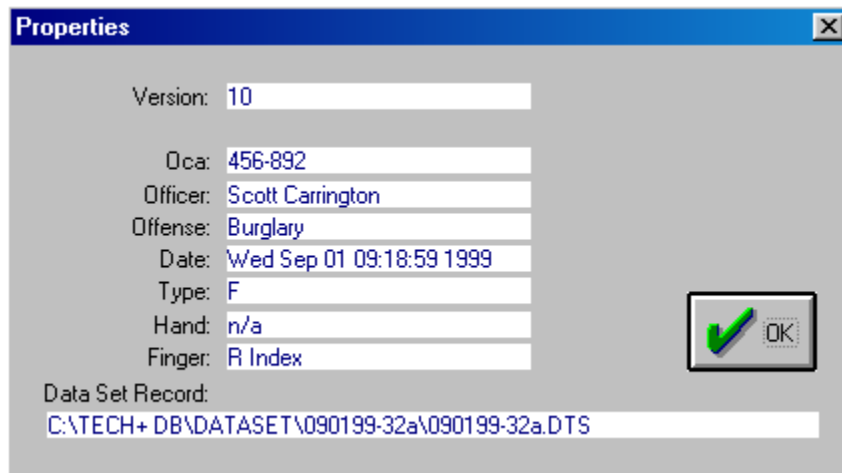 Properties
Version: 10
Oca: 456-892
Officer: Scott Carrington
Offense: Burglary
Date: Wed Sep 01 09:18:59 1999
Type: F
Hand: n/a
Finger: R Index
OK
Data Set Record:
C:\TECH+ DB\DATASET\090199-32a\090199-32a.DTS